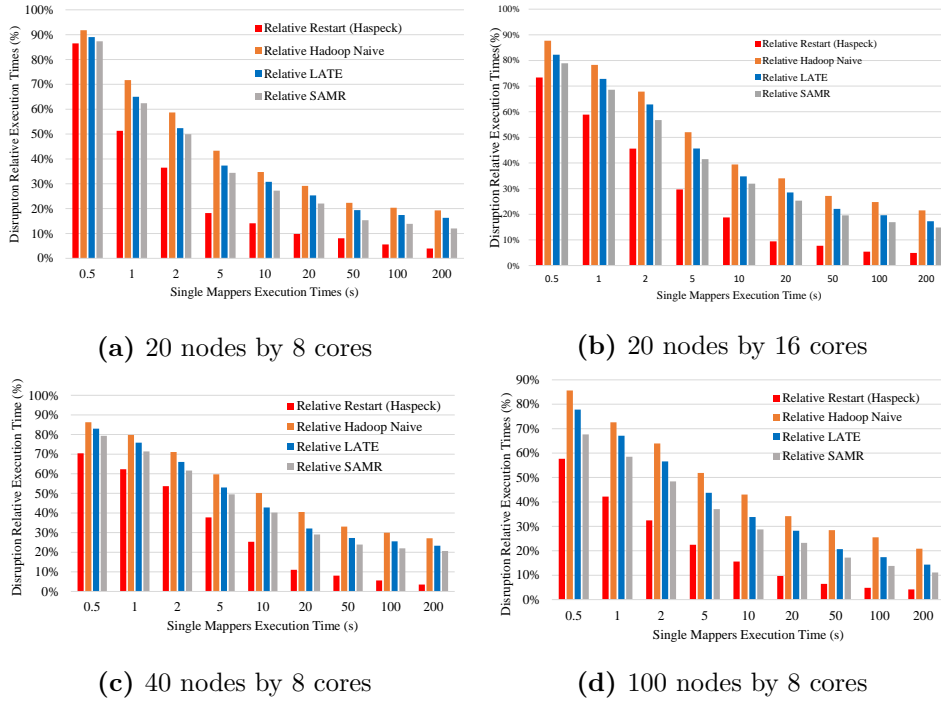 Disruputon Relative Execution Times (%)
100%
90%
80%
70%
60%
50%
40%
30%
20%
10%
0%
Relative Restart (Haspeck)
Relative Hadoop Naive
Relative LATE
Relative SAMR
0.5 1 2 5 10 20 50 100 200
Single Mappers Execution Times (s)
(a) 20 nodes by 8 cores
Disruption Relative Execution Times(%)
100%
90%
80%
70%
60%
50%
40%
30%
20%
10%
0%
Relative Restart (Haspeck)
Relative Hadoop Naive
Relative LATE
Relative SAMR
0.5 1 2 5 10 20 50 100 200
Single Mappers Execution Time (s)
(b) 20 nodes by 16 cores
Disruption Relative Execution Time (%)
100%
90%
80%
70%
60%
50%
40%
30%
20%
10%
0%
Relative Restart (Haspeck)
Relative Hadoop Naive
Relative LATE
Relative SAMR
0.5 1 2 5 10 20 50 100 200
Single Mappers Execution Time (s)
(c) 40 nodes by 8 cores
Disruption Relative Execution Times (%)
90%
80%
70%
60%
50%
40%
30%
20%
10%
0%
Relative Restart (Haspeck)
Relative Hadoop Naive
Relative LATE
Relative SAMR
0.5 1 2 5 10 20 50 100 200
Single Mappers Execution Time (s)
(d) 100 nodes by 8 cores